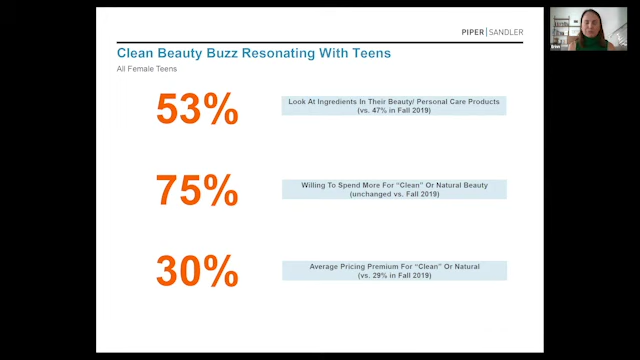 PIPER|SANDLER
Clean Beauty Buzz Resonating With Teens
All Female Teens
53%
Look At Ingredients In Their Beauty/ Personal Care Products
(vs. 47% in Fall 2019)
75%
Willing To Spend More For “Clean” Or Natural Beauty
(unchanged vs. Fall 2019)
30%
Average Pricing Premium For “Clean” Or Natural
(vs. 29% in Fall 2019)